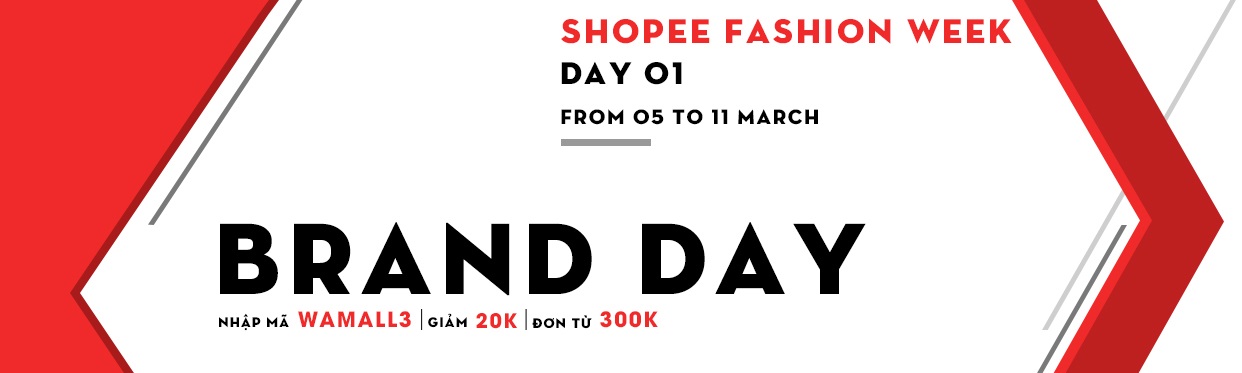 SHOPEE FASHION WEEK
DAY 01
FROM 05 TO 11 MARCH
BRAND DAY
NHẬP MÃ WAMALL3 | GIẢM 20K | ĐƠN TỪ 300K